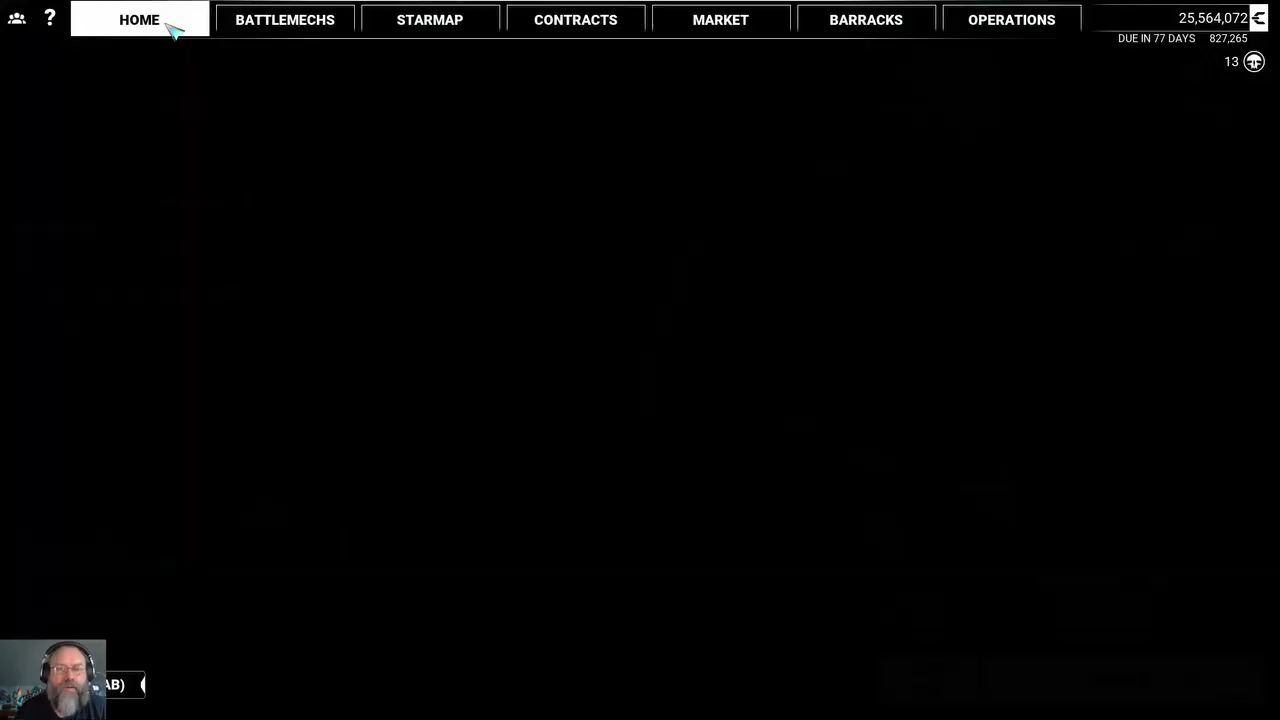 ?
HOME
BATTLEMECHS
STARMAP
CONTRACTS
MARKET
BARRACKS
OPERATIONS
25,564,072
DUE IN 77 DAYS 827,265
13
AB)